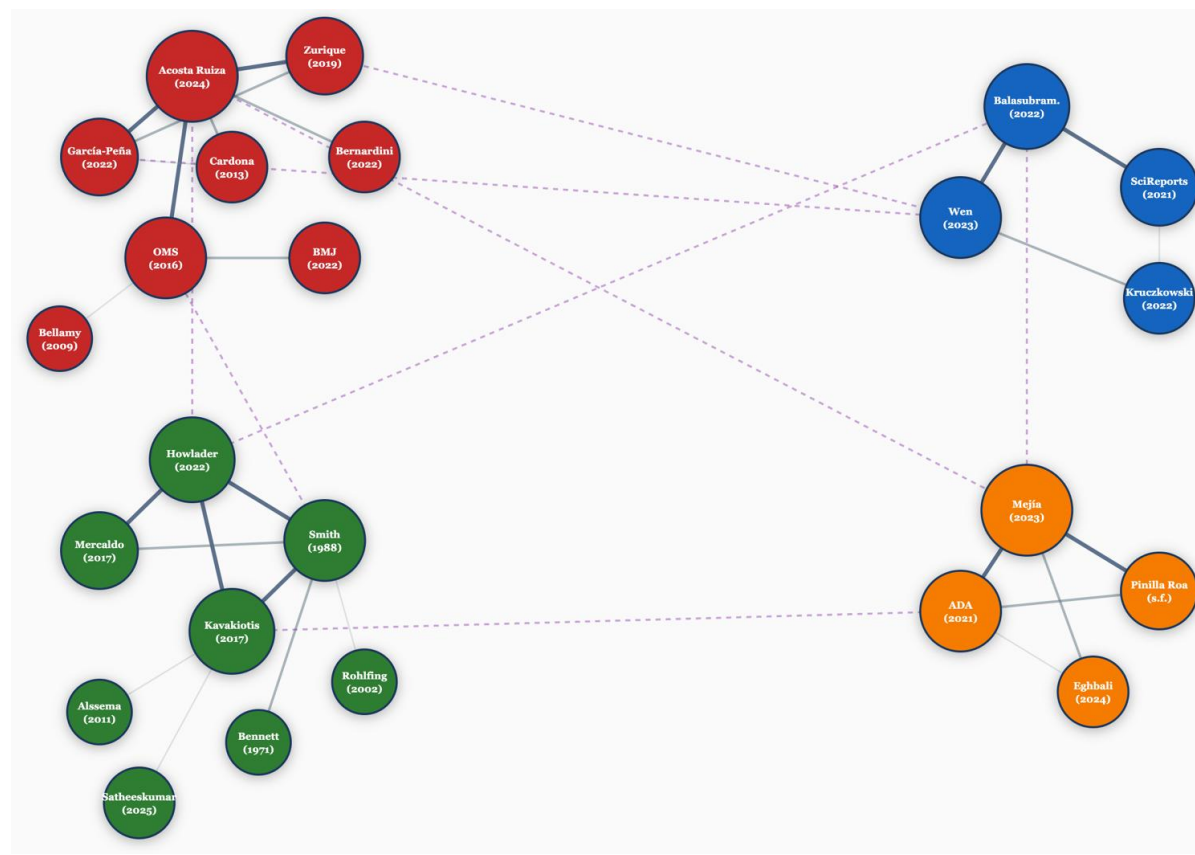 Zurique
(2019)
Acosta Ruiza
(2024)
García-Peña
(2022)
Cardona
(2013)
Bernardini
(2022)
OMS
(2016)
BMJ
(2022)
Bellamy
(2009)
Balasubram.
(2022)
SciReports
(2021)
Wen
(2023)
Kruczkowski
(2022)
Howlader
(2022)
Mercaldo
(2017)
Smith
(1988)
Kavakiotis
(2017)
Rohlfing
(2002)
Alssema
(2011)
Bennett
(1971)
Satheeskumar
(2025)
Mejía
(2023)
Pinilla Roa
(s.f.)
ADA
(2021)
Eghbali
(2024)